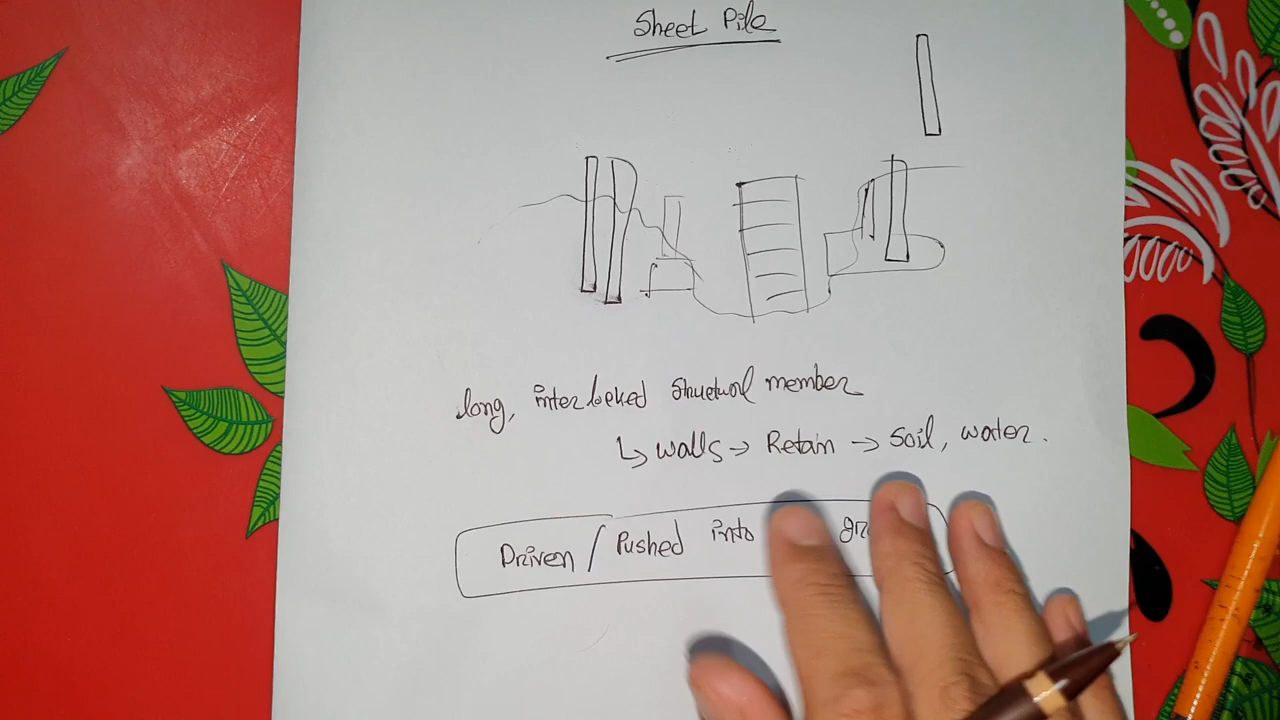 Sheet Pile
long, interlocked structural member
↳ walls → Retain → soil, water.
Driven / Pushed into